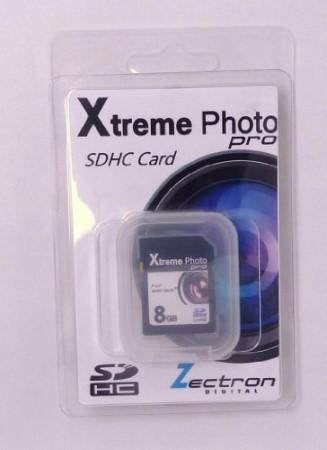 Xtreme Photo
pro
SDHC Card
Xtreme Photo
pro
8GB
SD
HC
Zectron
DIGITAL